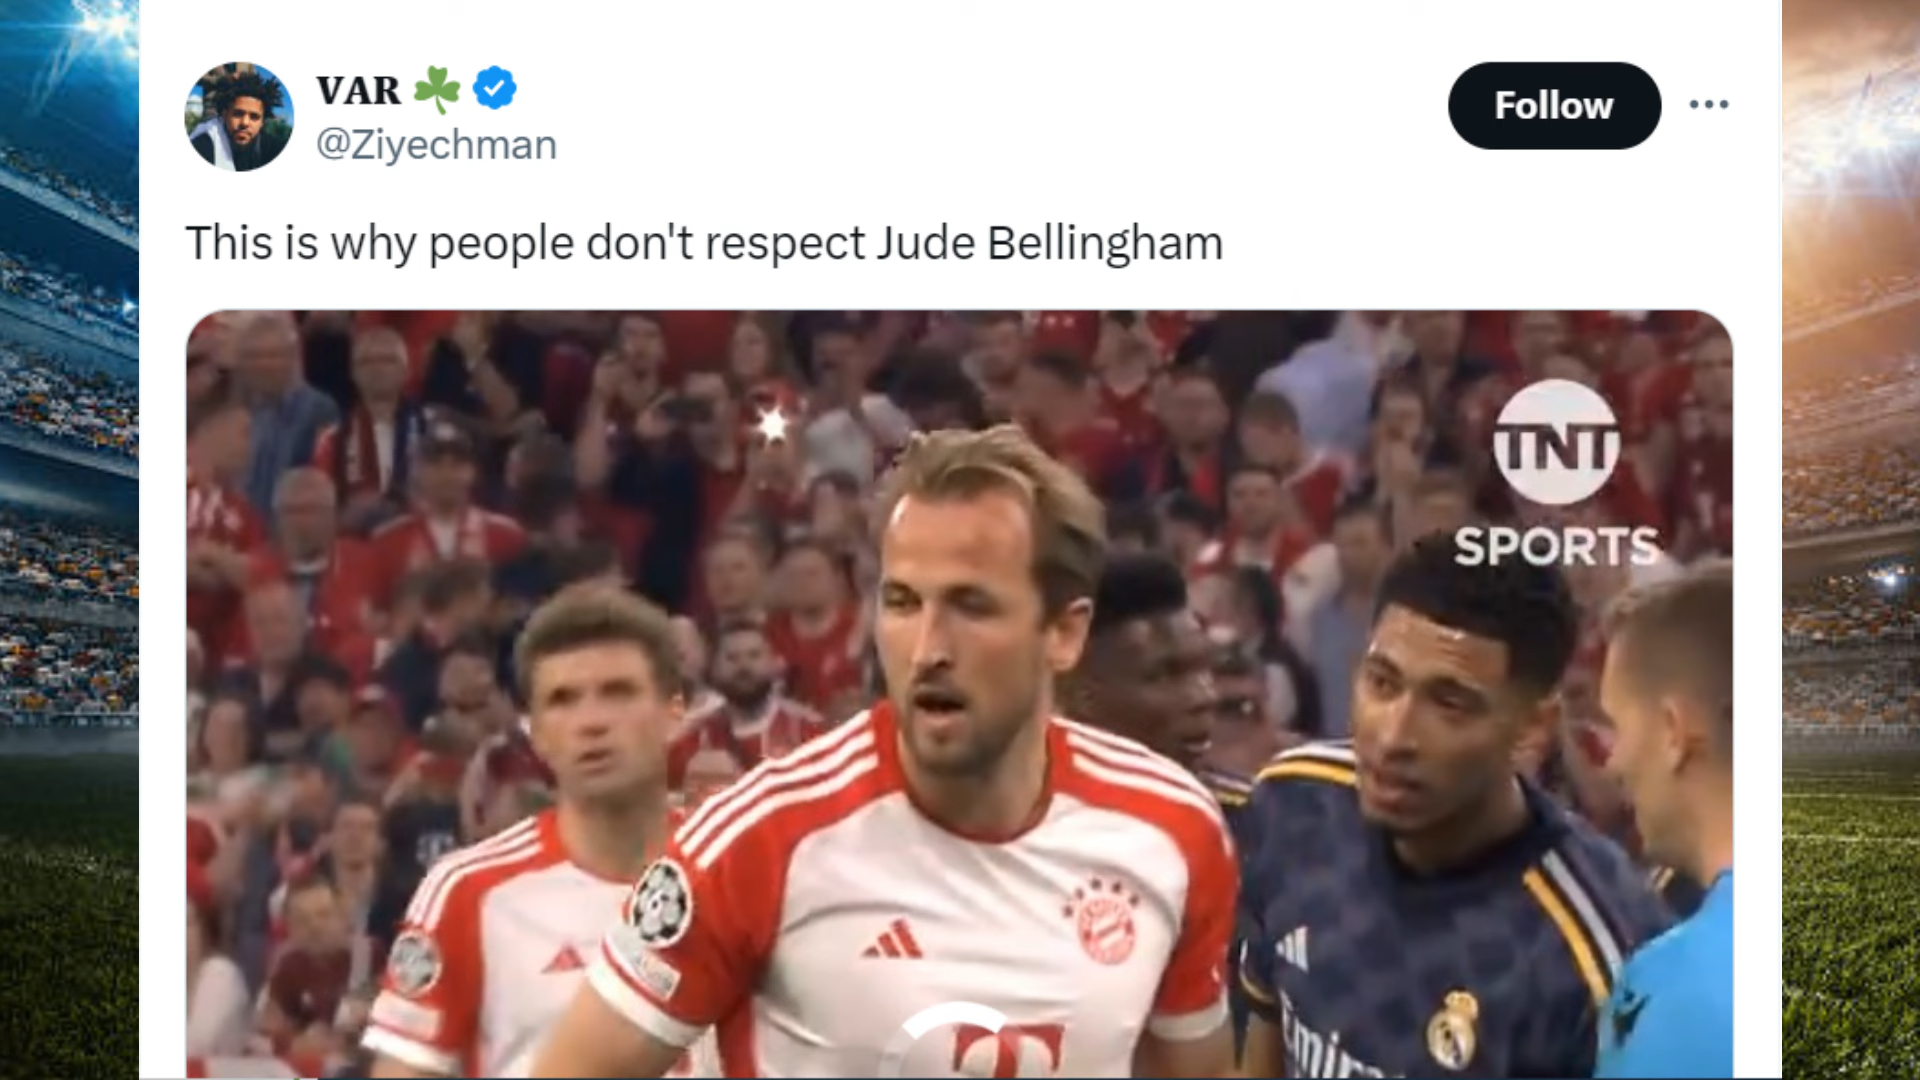 VAR
@Ziyechman
Follow
This is why people don't respect Jude Bellingham
TNT
SPORTS
T